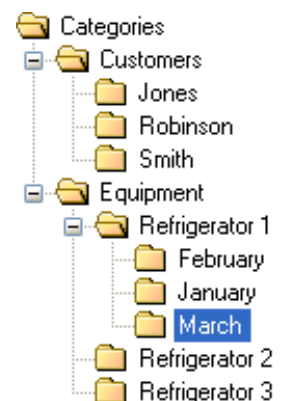 Categories
Customers
Jones
Robinson
Smith
Equipment
Refrigerator 1
February
January
March
Refrigerator 2
Refrigerator 3